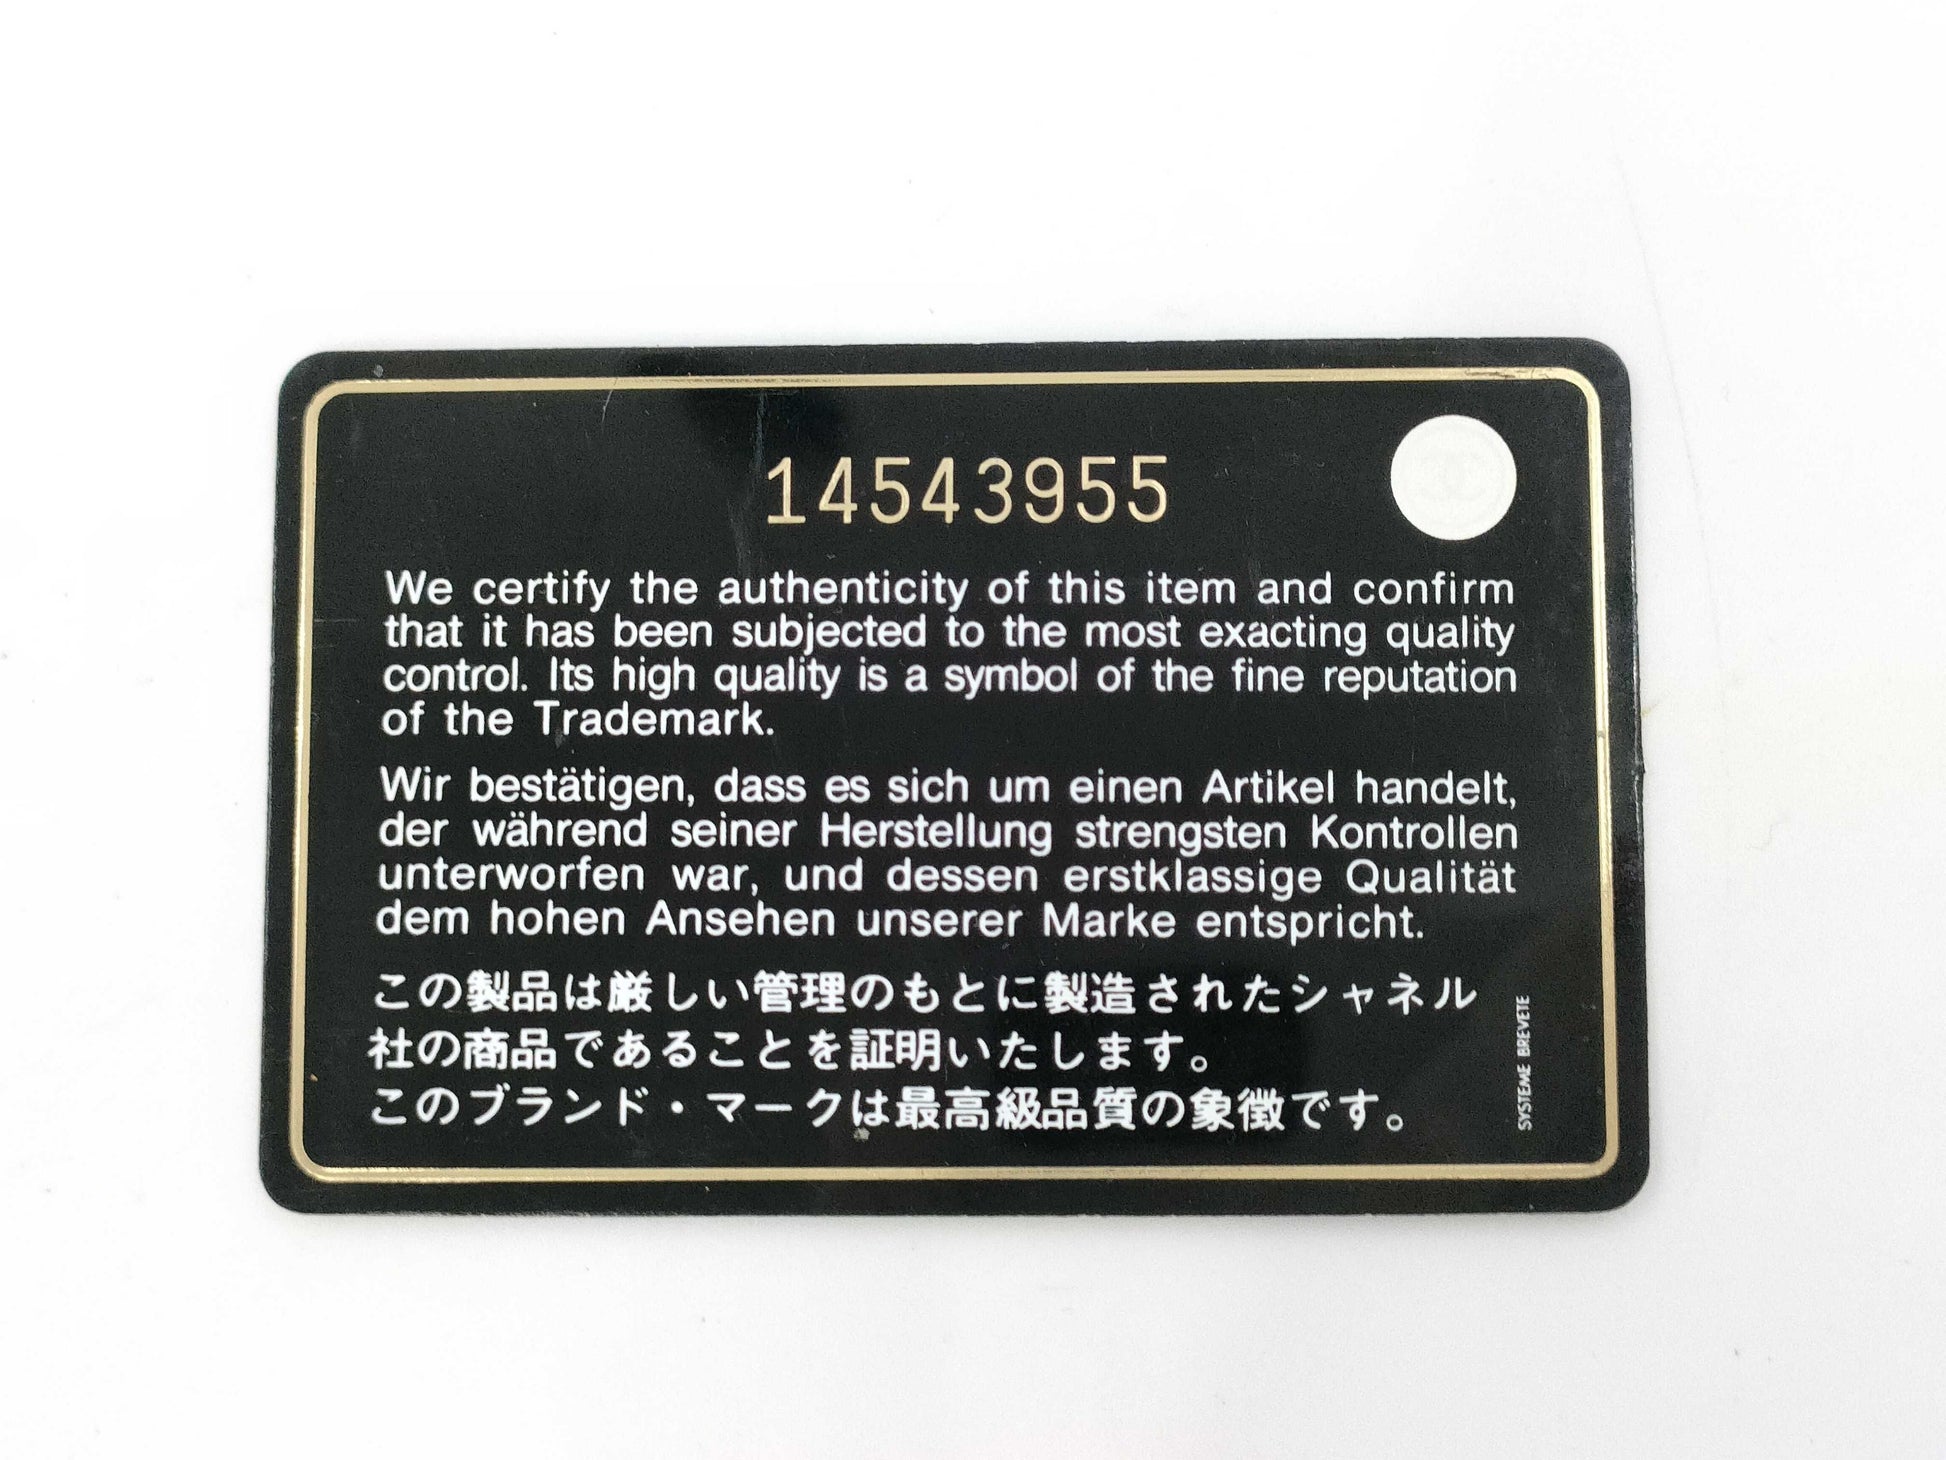 14543955
We certify the authenticity of this item and confirm
that it has been subjected to the most exacting quality
control. Its high quality is a symbol of the fine reputation
of the Trademark.
Wir bestätigen, dass es sich um einen Artikel handelt,
der während seiner Herstellung strengsten Kontrollen
unterworfen war, und dessen erstklassige Qualität
dem hohen Ansehen unserer Marke entspricht.
この製品は厳しい管理のもとに製造されたシャネル
社の商品であることを証明いたします。
このブランド・マークは最高級品質の象徴です。
SYSTEME BREVETE